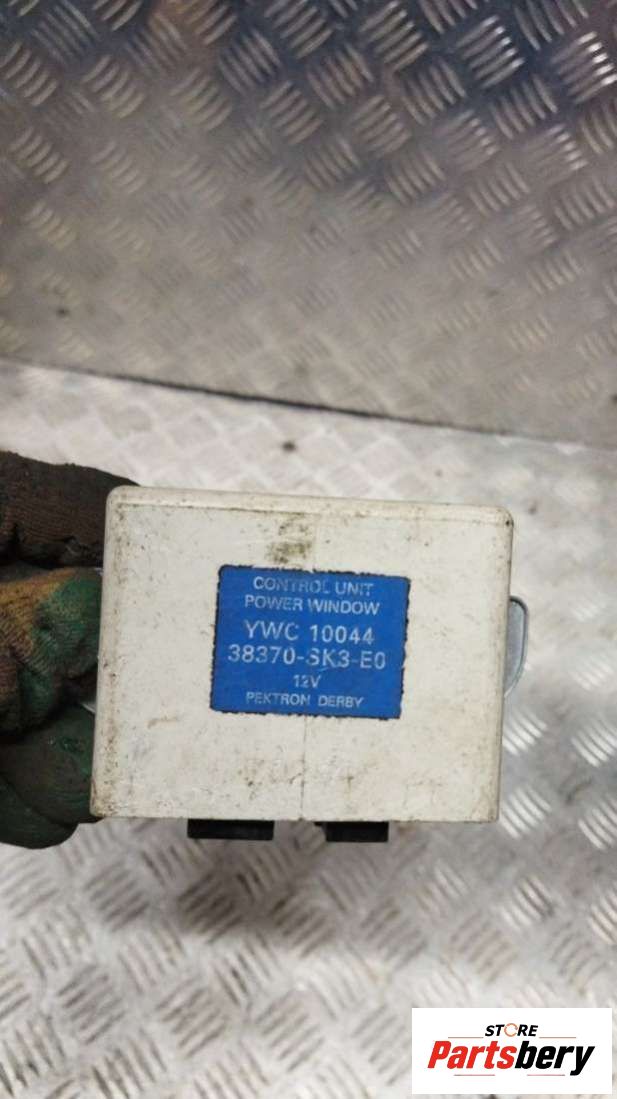 CONTROL UNIT
POWER WINDOW
YWC 10044
38370-SK3-E0
12V
PEKTRON DERBY
STORE
Partsbery